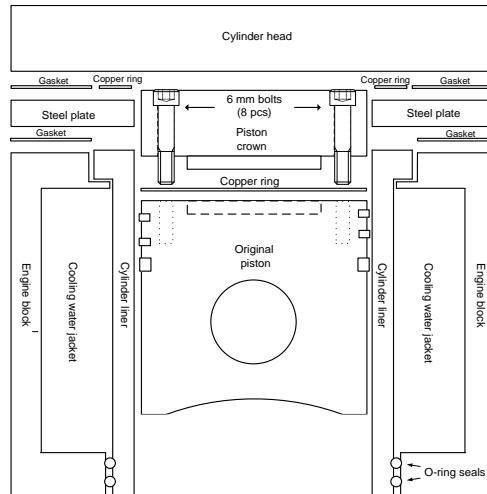 Cylinder head
Gasket
Copper ring
Copper ring
Gasket
Steel plate
6 mm bolts
(8 pcs)
Piston
crown
Steel plate
Gasket
Gasket
Copper ring
Original
piston
Engine block
Cooling water jacket
Cylinder liner
Cylinder liner
Cooling water jacket
Engine block
O-ring seals